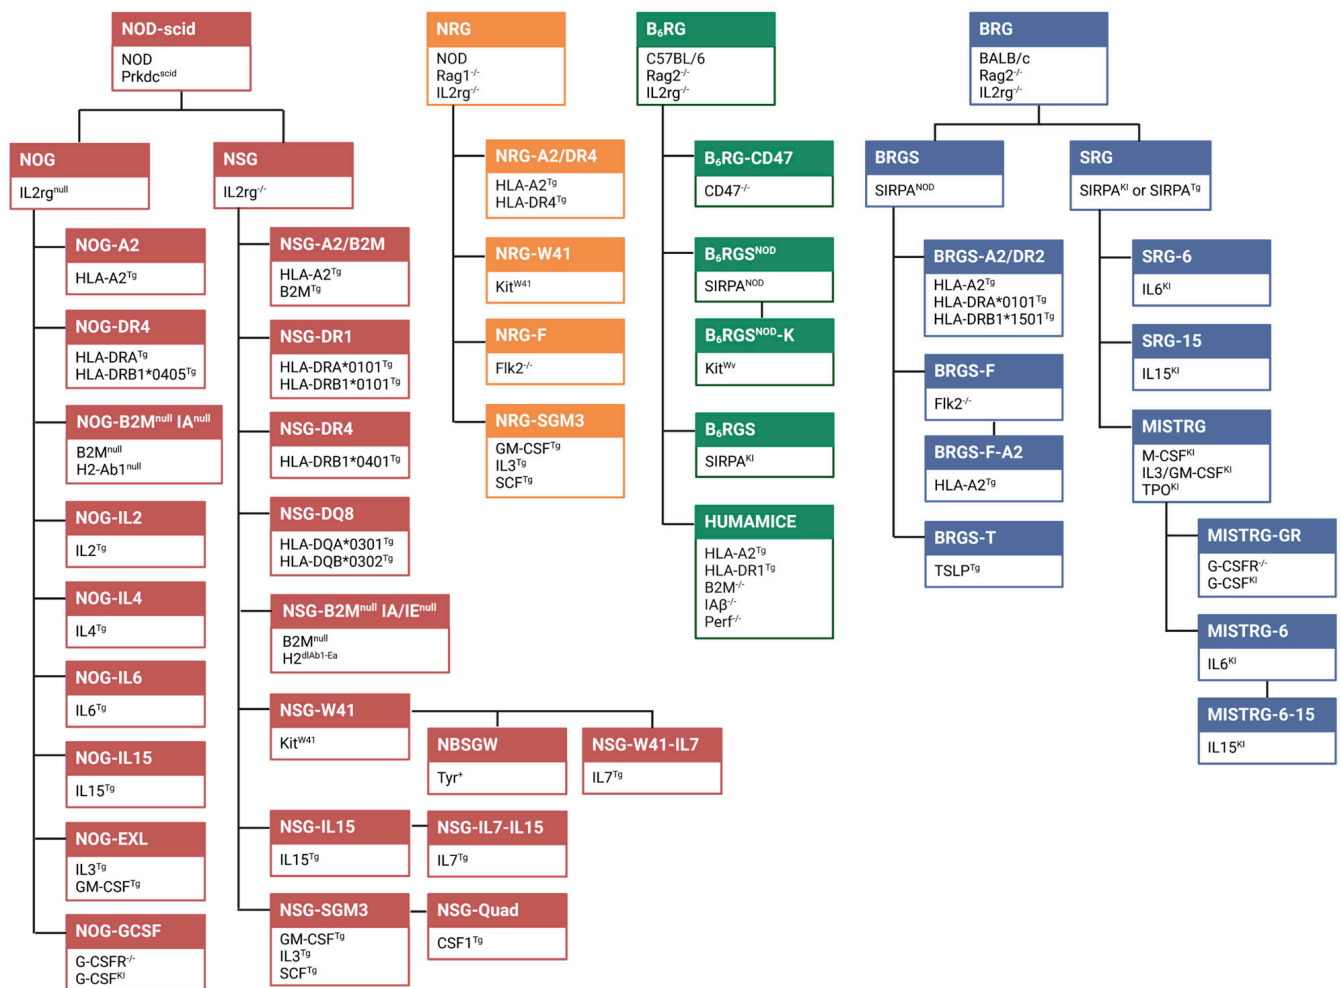 NOD-scid
NOD
Prkdcˢᶜⁱᵈ
NOG
IL2rgⁿᵘˡˡ
NOG-A2
HLA-A2ᵀᵍ
NOG-DR4
HLA-DRAᵀᵍ
HLA-DRB1*0405ᵀᵍ
NOG-B2Mⁿᵘˡˡ IAⁿᵘˡˡ
B2Mⁿᵘˡˡ
H2-Ab1ⁿᵘˡˡ
NOG-IL2
IL2ᵀᵍ
NOG-IL4
IL4ᵀᵍ
NOG-IL6
IL6ᵀᵍ
NOG-IL15
IL15ᵀᵍ
NOG-EXL
IL3ᵀᵍ
GM-CSFᵀᵍ
NOG-GCSF
G-CSFR⁻/⁻
G-CSFᴷᴵ
NSG
IL2rg⁻/⁻
NSG-A2/B2M
HLA-A2ᵀᵍ
B2Mᵀᵍ
NSG-DR1
HLA-DRA*0101ᵀᵍ
HLA-DRB1*0101ᵀᵍ
NSG-DR4
HLA-DRB1*0401ᵀᵍ
NSG-DQ8
HLA-DQA*0301ᵀᵍ
HLA-DQB*0302ᵀᵍ
NSG-B2Mⁿᵘˡˡ IA/IEⁿᵘˡˡ
B2Mⁿᵘˡˡ
H2ᵈˡᴬᵇ¹⁻ᴱᵃ
NSG-W41
Kitᵂ⁴¹
NBSGW
Tyr⁺
NSG-W41-IL7
IL7ᵀᵍ
NSG-IL15
IL15ᵀᵍ
NSG-IL7-IL15
IL7ᵀᵍ
NSG-SGM3
GM-CSFᵀᵍ
IL3ᵀᵍ
SCFᵀᵍ
NSG-Quad
CSF1ᵀᵍ
NRG
NOD
Rag1⁻/⁻
IL2rg⁻/⁻
NRG-A2/DR4
HLA-A2ᵀᵍ
HLA-DR4ᵀᵍ
NRG-W41
Kitᵂ⁴¹
NRG-F
Flk2⁻/⁻
NRG-SGM3
GM-CSFᵀᵍ
IL3ᵀᵍ
SCFᵀᵍ
B₆RG
C57BL/6
Rag2⁻/⁻
IL2rg⁻/⁻
B₆RG-CD47
CD47⁻/⁻
B₆RGSᴺᴼᴰ
SIRPAᴺᴼᴰ
B₆RGSᴺᴼᴰ-K
Kitᵂᵛ
B₆RGS
SIRPAᴷᴵ
HUMAMICE
HLA-A2ᵀᵍ
HLA-DR1ᵀᵍ
B2M⁻/⁻
IAβ⁻/⁻
Perf⁻/⁻
BRG
BALB/c
Rag2⁻/⁻
IL2rg⁻/⁻
BRGS
SIRPAᴺᴼᴰ
BRGS-A2/DR2
HLA-A2ᵀᵍ
HLA-DRA*0101ᵀᵍ
HLA-DRB1*1501ᵀᵍ
BRGS-F
Flk2⁻/⁻
BRGS-F-A2
HLA-A2ᵀᵍ
BRGS-T
TSLPᵀᵍ
SRG
SIRPAᴷᴵ or SIRPAᵀᵍ
SRG-6
IL6ᴷᴵ
SRG-15
IL15ᴷᴵ
MISTRG
M-CSFᴷᴵ
IL3/GM-CSFᴷᴵ
TPOᴷᴵ
MISTRG-GR
G-CSFR⁻/⁻
G-CSFᴷᴵ
MISTRG-6
IL6ᴷᴵ
MISTRG-6-15
IL15ᴷᴵ